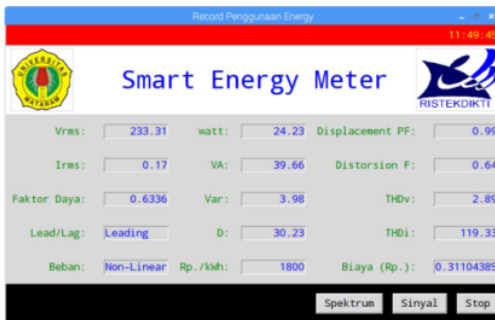 Record Penggunaan Energy
11:49:45
UNIVERSITAS MATARAM
Smart Energy Meter
RISTEKDIKTI
Vrms: 233.31 watt: 24.23 Displacement PF: 0.99
Irms: 0.17 VA: 39.66 Distorsion F: 0.64
Faktor Daya: 0.6336 Var: 3.98 THDv: 2.89
Lead/Lag: Leading D: 30.23 THDi: 119.33
Beban: Non-Linear Rp./kWh: 1800 Biaya (Rp.): 0.31104385
Spektrum Sinyal Stop